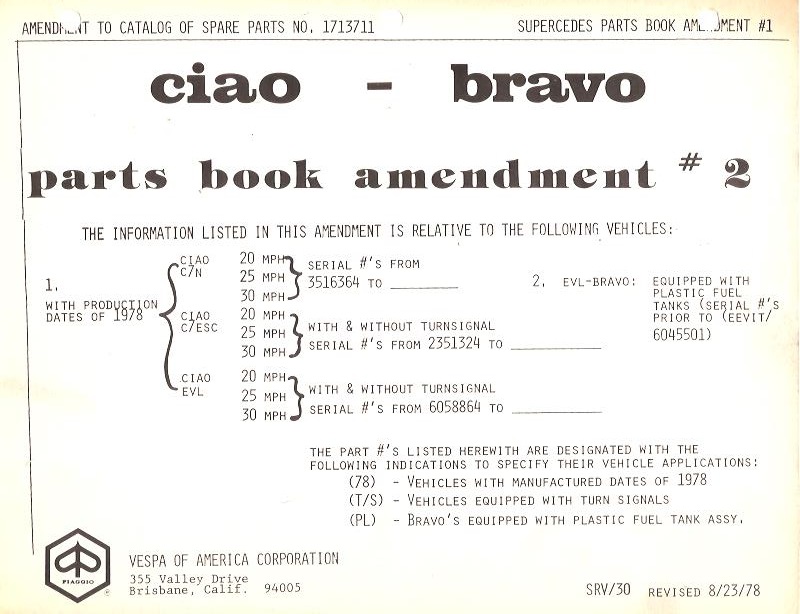 AMENDMENT TO CATALOG OF SPARE PARTS NO. 1713711
SUPERCEDES PARTS BOOK AMENDMENT #1
ciao - bravo
parts book amendment # 2
THE INFORMATION LISTED IN THIS AMENDMENT IS RELATIVE TO THE FOLLOWING VEHICLES:
1.
WITH PRODUCTION
DATES OF 1978
CIAO
C7N
20 MPH
25 MPH
30 MPH
SERIAL #'S FROM
3516364 TO __________
CIAO
C7ESC
20 MPH
25 MPH
30 MPH
WITH & WITHOUT TURNSIGNAL
SERIAL #'S FROM 2351324 TO __________
CIAO
EVL
20 MPH
25 MPH
30 MPH
WITH & WITHOUT TURNSIGNAL
SERIAL #'S FROM 6058864 TO __________
2. EVL-BRAVO: EQUIPPED WITH
PLASTIC FUEL
TANKS (SERIAL #'S
PRIOR TO (EEVIT/
6045501)
THE PART #'S LISTED HEREWITH ARE DESIGNATED WITH THE
FOLLOWING INDICATIONS TO SPECIFY THEIR VEHICLE APPLICATIONS:
(78) - VEHICLES WITH MANUFACTURED DATES OF 1978
(T/S) - VEHICLES EQUIPPED WITH TURN SIGNALS
(PL) - BRAVO'S EQUIPPED WITH PLASTIC FUEL TANK ASSY.
PIAGGIO
®
VESPA OF AMERICA CORPORATION
355 Valley Drive
Brisbane, Calif. 94005
SRV/30 REVISED 8/23/78